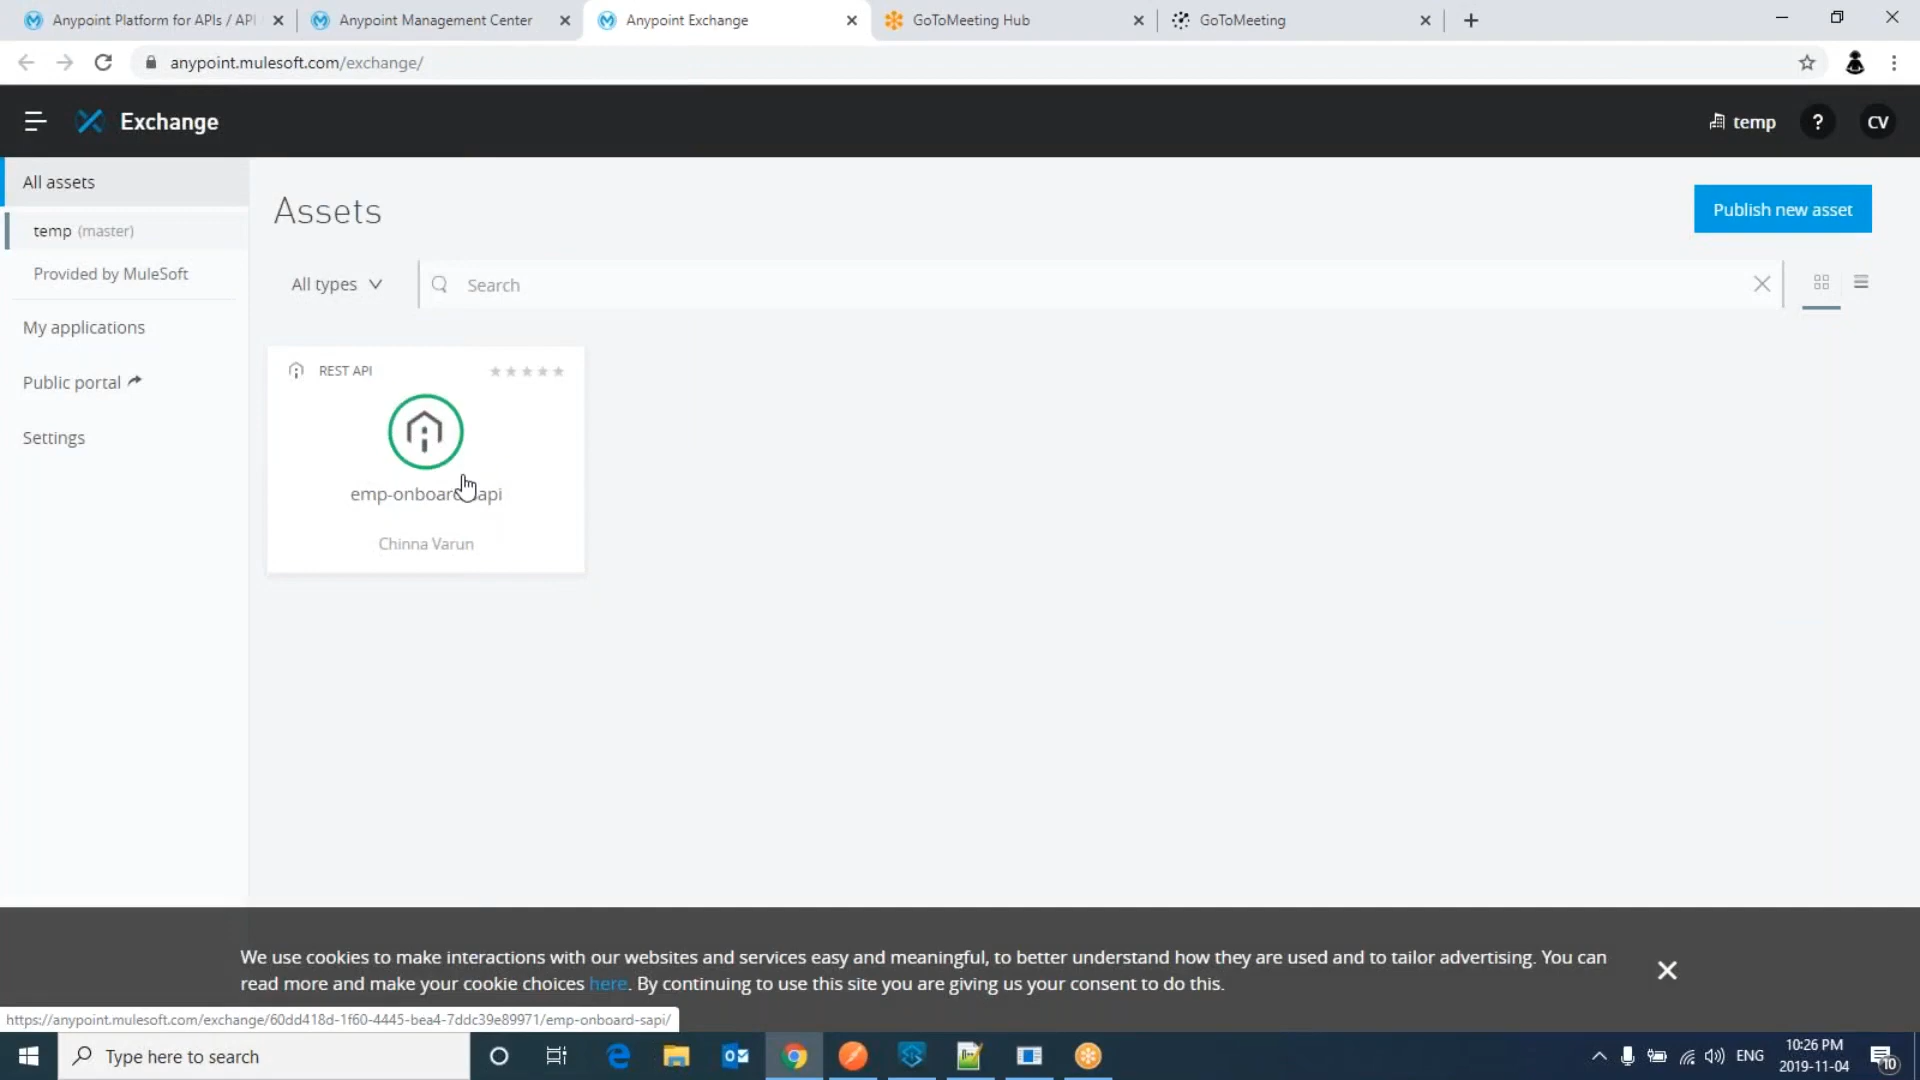 Anypoint Platform for APIs / API
Anypoint Management Center
Anypoint Exchange
GoToMeeting Hub
GoToMeeting
anypoint.mulesoft.com/exchange/
Exchange
temp
?
CV
All assets
temp (master)
Provided by MuleSoft
My applications
Public portal
Settings
Assets
Publish new asset
All types
Search
REST API
Chinna Varun
We use cookies to make interactions with our websites and services easy and meaningful, to better understand how they are used and to tailor advertising. You can
read more and make your cookie choices here. By continuing to use this site you are giving us your consent to do this.
https://anypoint.mulesoft.com/exchange/60dd418d-1f60-4445-bea4-7ddc39e89971/emp-onboard-sapi/
Type here to search
ENG
10:26 PM
2019-11-04
10